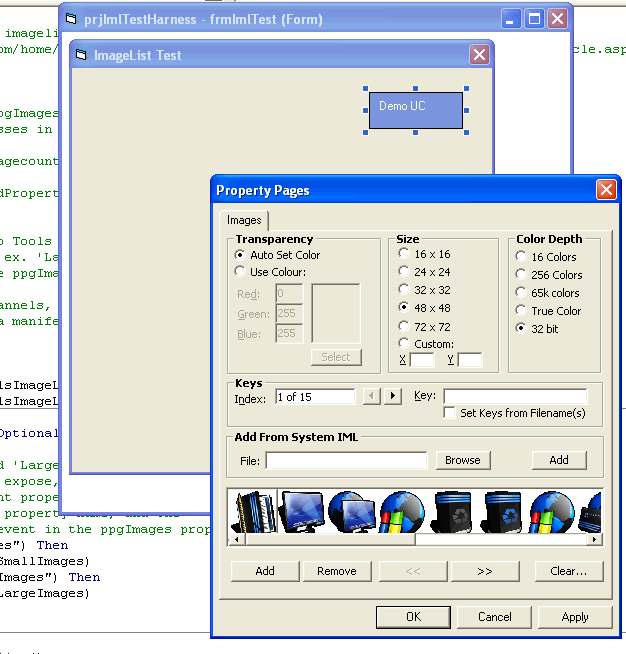 prjImlTestHarness - frmImlTest (Form)
imageli
om/home/
cle.asp
ImageList Test
Demo UC
pgImages
sses in
agecount
dPropert
o Tools
ex. 'La
e ppgIm
annels,
a manife
lsImageL
lsImageL
Optional
d 'Large
expose,
nt prope
property name, and the
event in the ppgImages prop
es") Then
SmallImages)
Images") Then
LargeImages)
Property Pages
Images
Transparency
Auto Set Color
Use Colour:
Red: 0
Green: 255
Blue: 255
Select
Size
16 x 16
24 x 24
32 x 32
48 x 48
72 x 72
Custom:
X Y
Color Depth
16 Colors
256 Colors
65k colors
True Color
32 bit
Keys
Index: 1 of 15 Key:
Set Keys from Filename(s)
Add From System IML
File: Browse Add
Add Remove << >> Clear...
OK Cancel Apply